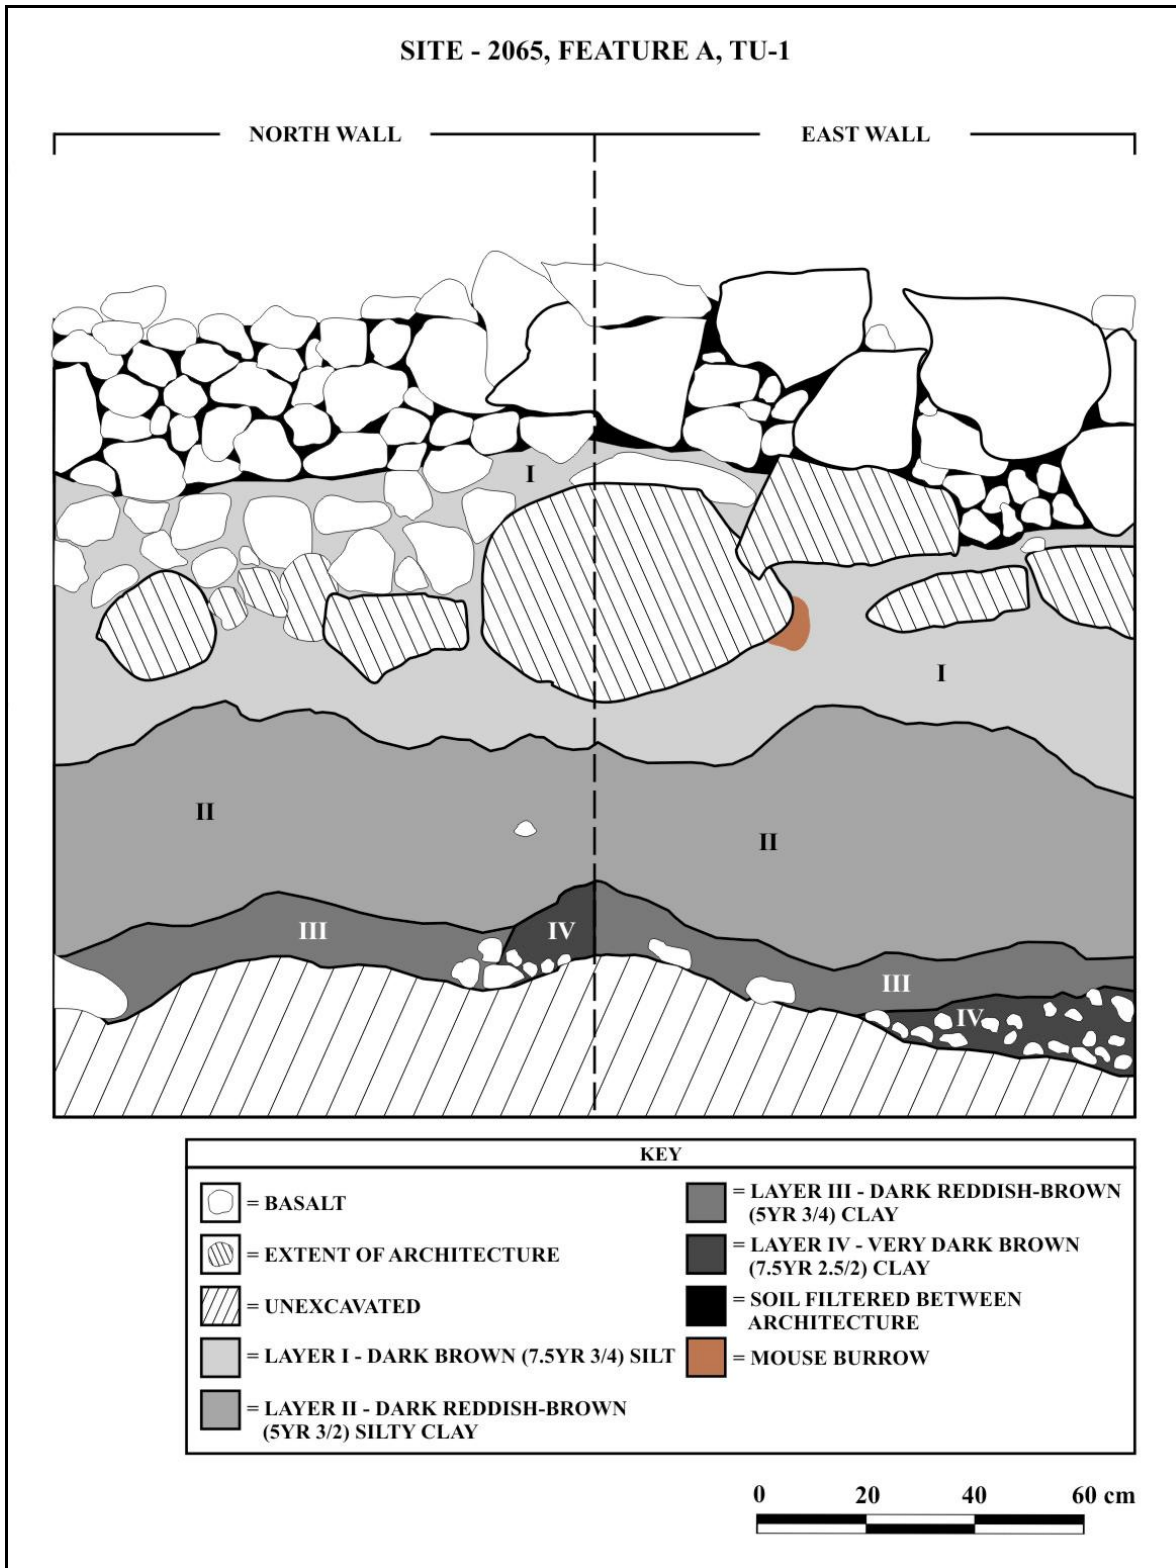 SITE - 2065, FEATURE A, TU-1
NORTH WALL
EAST WALL
I
I
II
II
III
IV
III
IV
KEY
= BASALT
= EXTENT OF ARCHITECTURE
= UNEXCAVATED
= LAYER I - DARK BROWN (7.5YR 3/4) SILT
= LAYER II - DARK REDDISH-BROWN
(5YR 3/2) SILTY CLAY
= LAYER III - DARK REDDISH-BROWN
(5YR 3/4) CLAY
= LAYER IV - VERY DARK BROWN
(7.5YR 2.5/2) CLAY
= SOIL FILTERED BETWEEN
ARCHITECTURE
= MOUSE BURROW
0 20 40 60 cm